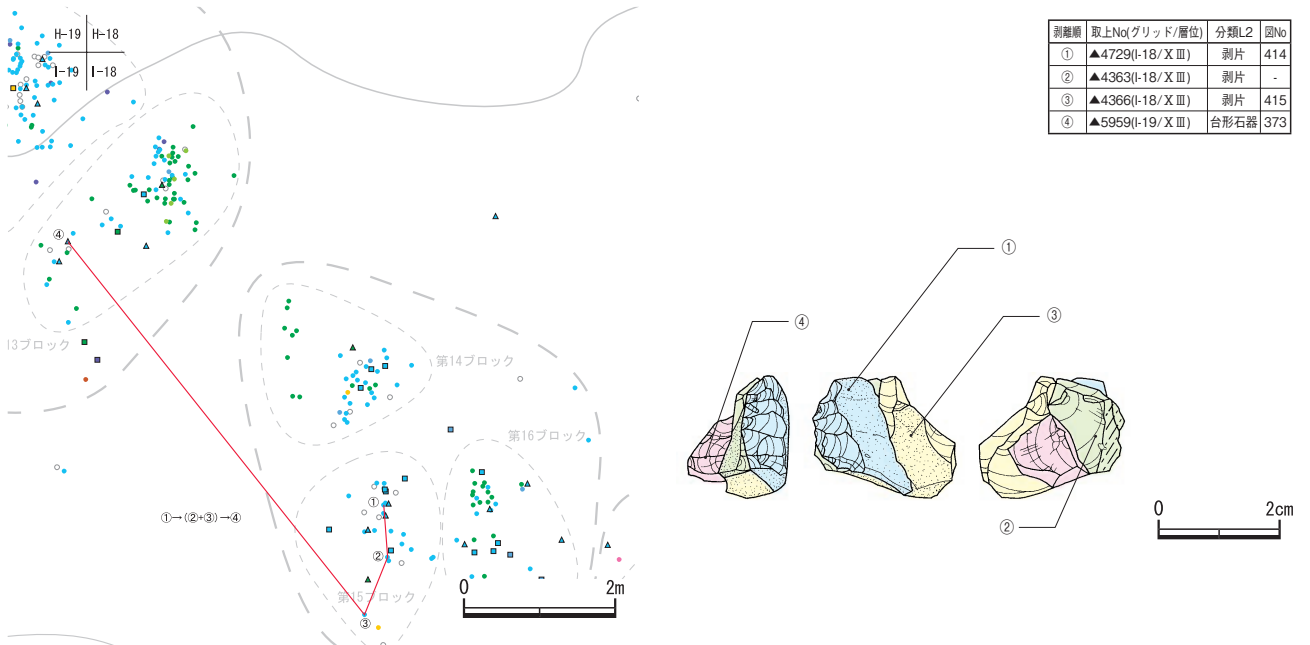 H-19 H-18
I-19 I-18
④
13ブロック
第14ブロック
第16ブロック
①
①→(②+③)→④
②
第15ブロック
③
0 2m
剥離順 取上No(グリッド/層位) 分類L2 図No
① ▲4729(I-18/ⅩⅢ) 剥片 414
② ▲4363(I-18/ⅩⅢ) 剥片 -
③ ▲4366(I-18/ⅩⅢ) 剥片 415
④ ▲5959(I-19/ⅩⅢ) 台形石器 373
①
③
④
②
0 2cm